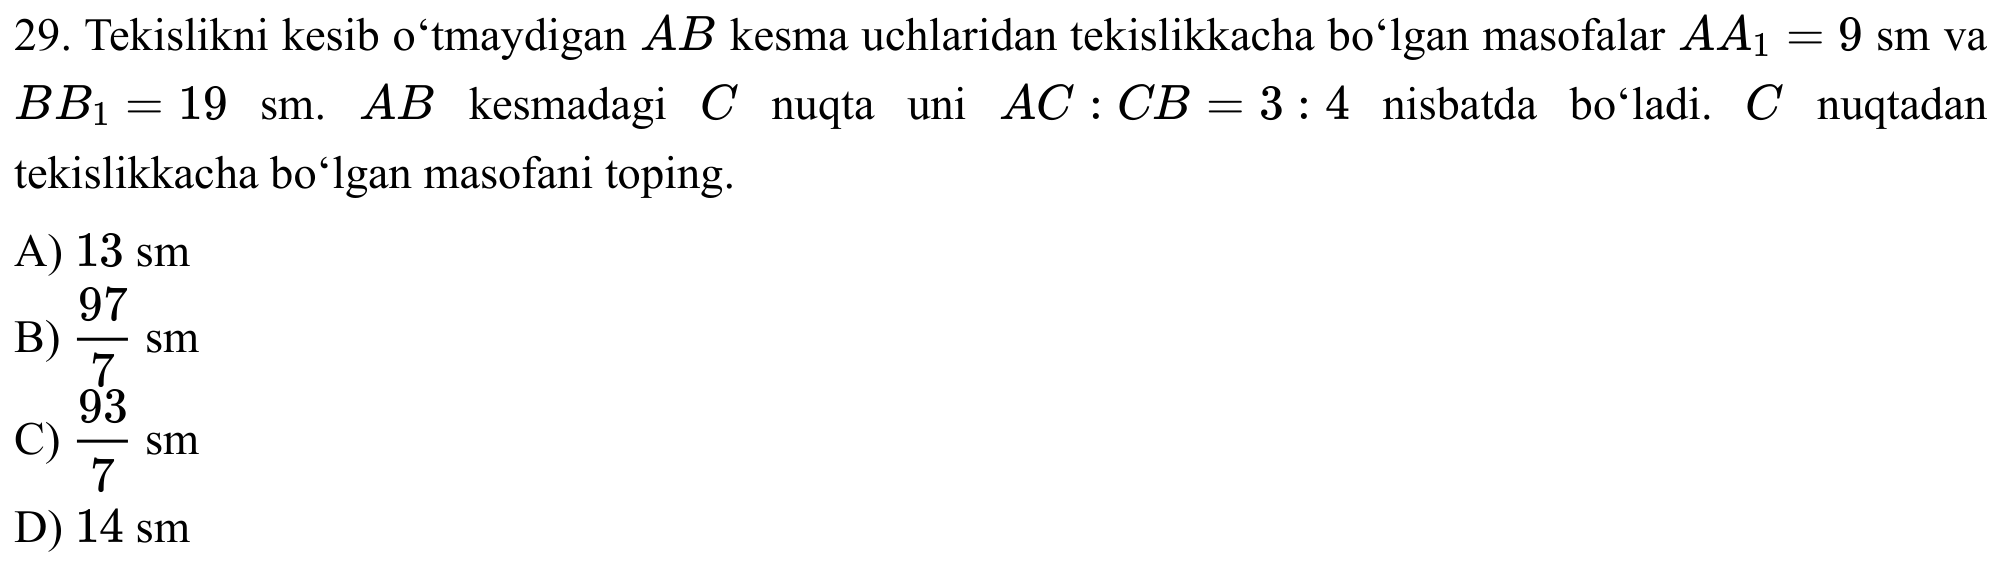 29. Tekislikni kesib o‘tmaydigan AB kesma uchlaridan tekislikkacha bo‘lgan masofalar AA₁ = 9 sm va
BB₁ = 19 sm. AB kesmadagi C nuqta uni AC : CB = 3 : 4 nisbatda bo‘ladi. C nuqtadan
tekislikkacha bo‘lgan masofani toping.
A) 13 sm
B) 97/7 sm
C) 93/7 sm
D) 14 sm